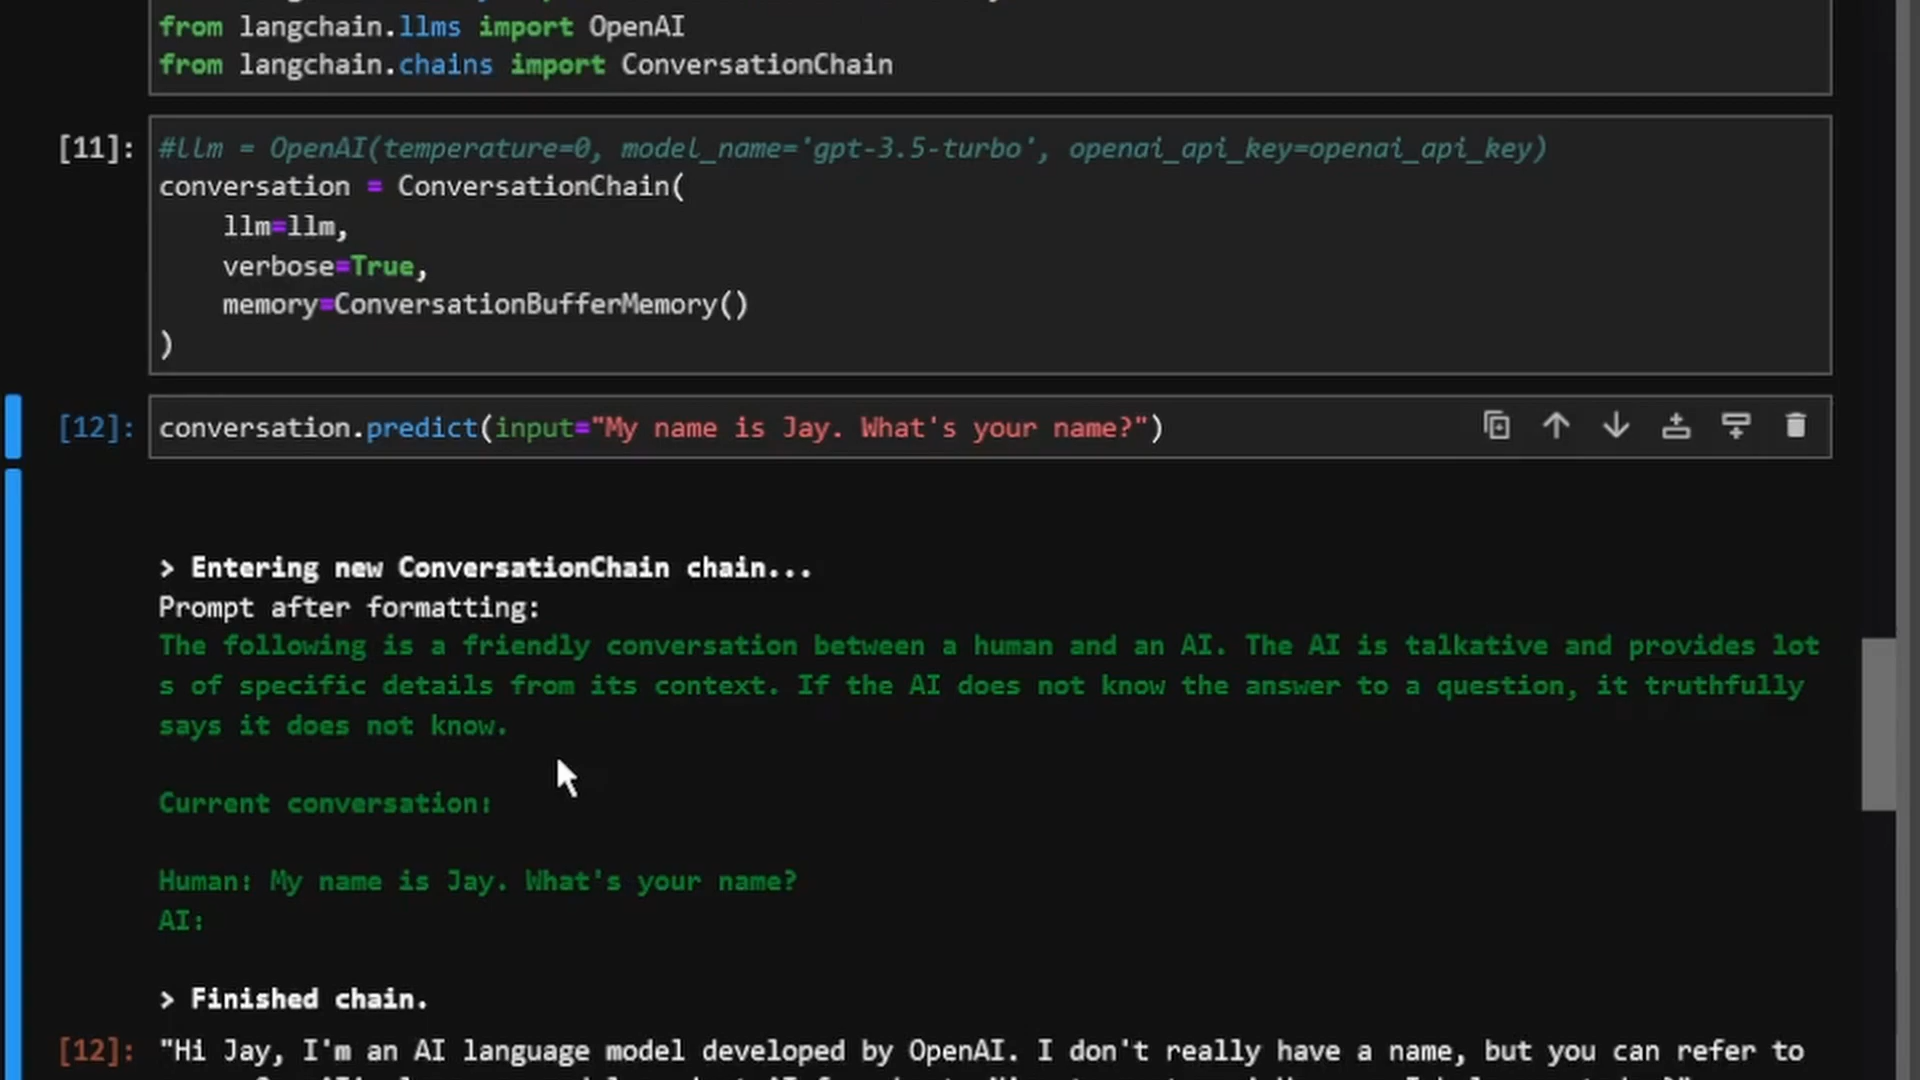 from langchain.llms import OpenAI
from langchain.chains import ConversationChain
[11]: #llm = OpenAI(temperature=0, model_name='gpt-3.5-turbo', openai_api_key=openai_api_key)
conversation = ConversationChain(
    llm=llm,
    verbose=True,
    memory=ConversationBufferMemory()
)
[12]: conversation.predict(input="My name is Jay. What's your name?")
> Entering new ConversationChain chain...
Prompt after formatting:
The following is a friendly conversation between a human and an AI. The AI is talkative and provides lot
s of specific details from its context. If the AI does not know the answer to a question, it truthfully
says it does not know.
Current conversation:
Human: My name is Jay. What's your name?
AI:
> Finished chain.
[12]: "Hi Jay, I'm an AI language model developed by OpenAI. I don't really have a name, but you can refer to